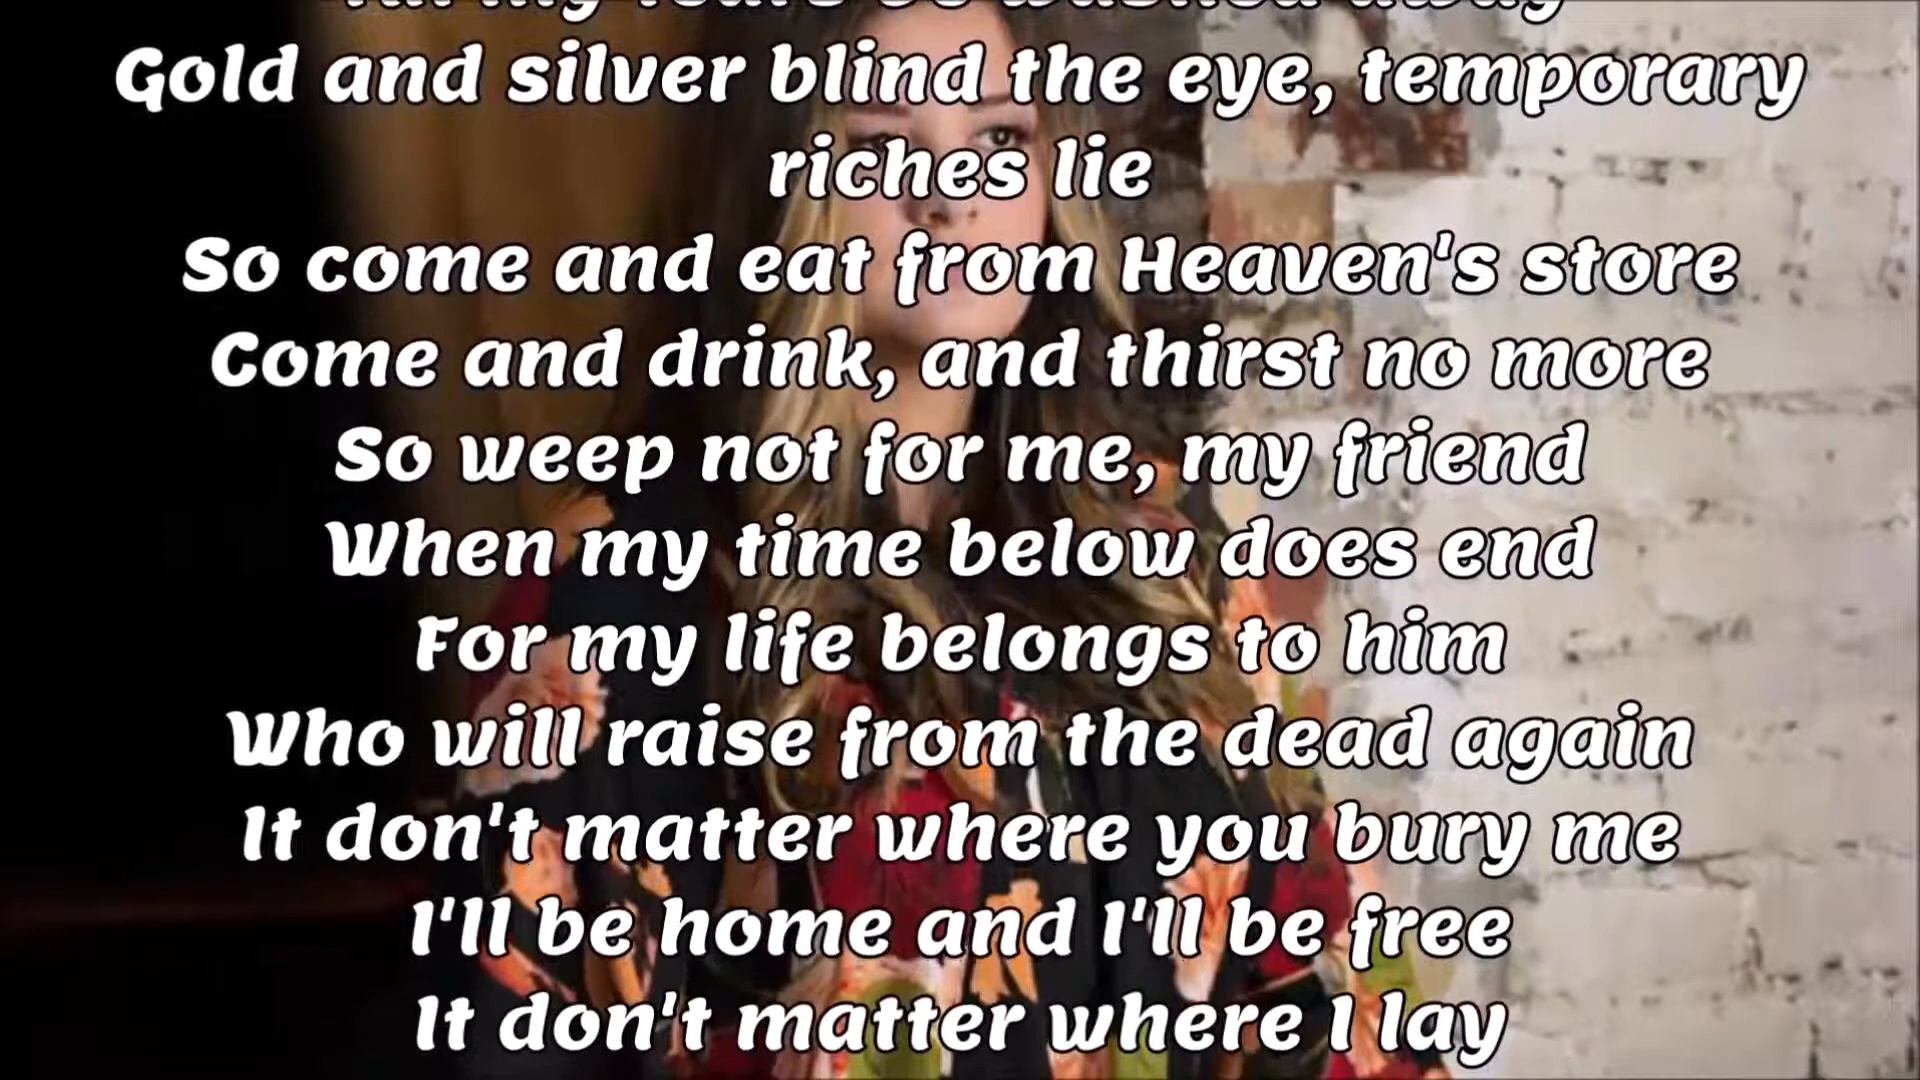 Gold and silver blind the eye, temporary
riches lie
So come and eat from Heaven's store
Come and drink, and thirst no more
So weep not for me, my friend
When my time below does end
For my life belongs to him
Who will raise from the dead again
It don't matter where you bury me
I'll be home and I'll be free
It don't matter where I lay